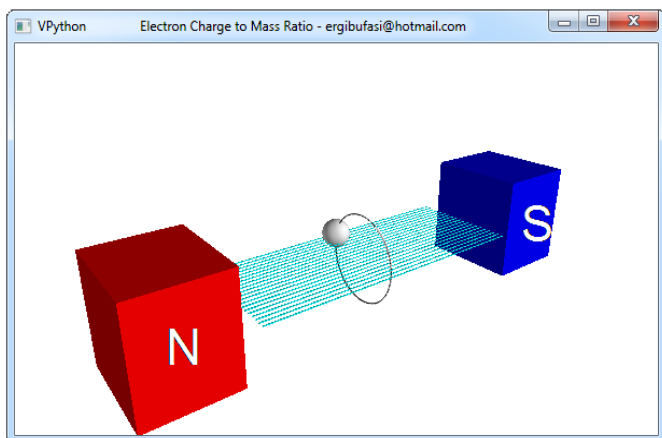 VPython Electron Charge to Mass Ratio - ergibufasi@hotmail.com
S
N